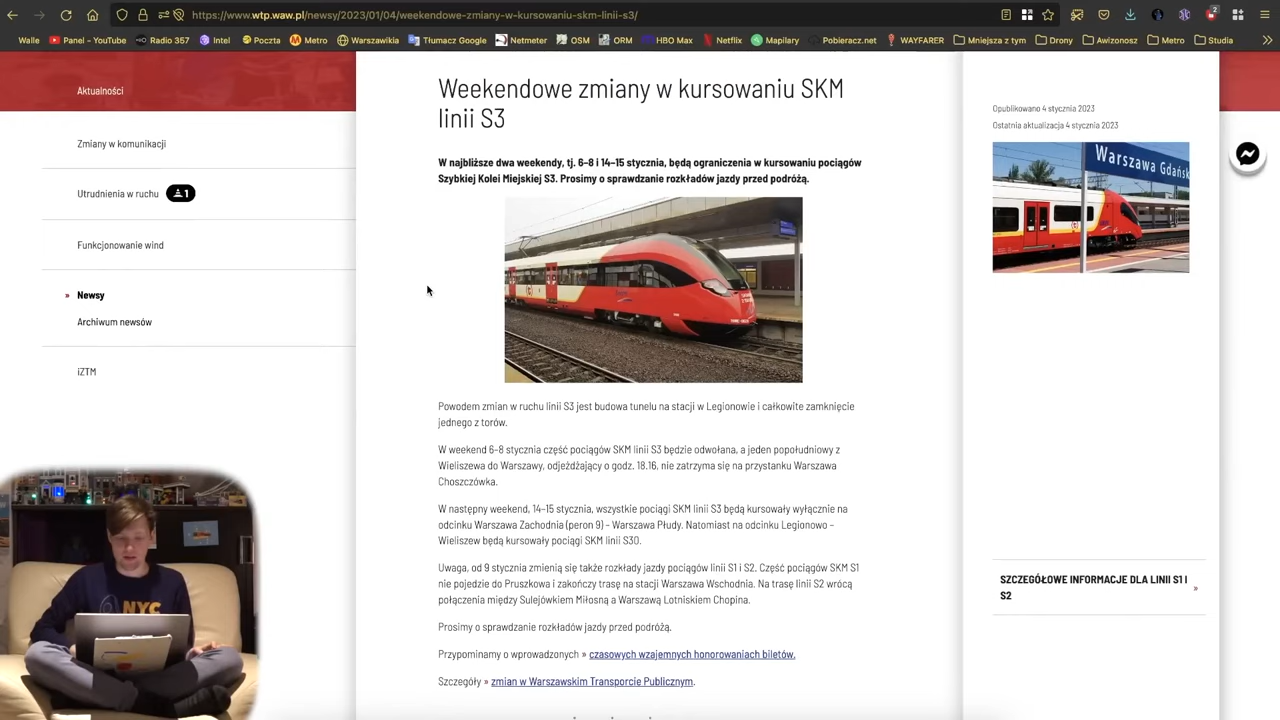 https://www.wtp.waw.pl/newsy/2023/01/04/weekendowe-zmiany-w-kursowaniu-skm-linii-s3/
2
Walle
Panel - YouTube
Radio 357
Intel
Poczta
Metro
Warszawikia
Tłumacz Google
Netmeter
OSM
ORM
HBO Max
Netflix
Mapilary
Pobieracz.net
WAYFARER
Mniejsza z tym
Drony
Awizonosz
Metro
Studia
Aktualności
Zmiany w komunikacji
Utrudnienia w ruchu 1
Funkcjonowanie wind
» Newsy
Archiwum newsów
iZTM
Weekendowe zmiany w kursowaniu SKM
linii S3
W najbliższe dwa weekendy, tj. 6–8 i 14–15 stycznia, będą ograniczenia w kursowaniu pociągów
Szybkiej Kolei Miejskiej S3. Prosimy o sprawdzanie rozkładów jazdy przed podróżą.
Powodem zmian w ruchu linii S3 jest budowa tunelu na stacji w Legionowie i całkowite zamknięcie
jednego z torów.
W weekend 6–8 stycznia część pociągów SKM linii S3 będzie odwołana, a jeden popołudniowy z
Wieliszewa do Warszawy, odjeżdżający o godz. 18.16, nie zatrzyma się na przystanku Warszawa
Choszczówka.
W następny weekend, 14–15 stycznia, wszystkie pociągi SKM linii S3 będą kursowały wyłącznie na
odcinku Warszawa Zachodnia (peron 9) – Warszawa Płudy. Natomiast na odcinku Legionowo –
Wieliszew będą kursowały pociągi SKM linii S30.
Uwaga, od 9 stycznia zmienią się także rozkłady jazdy pociągów linii S1 i S2. Część pociągów SKM S1
nie pojedzie do Pruszkowa i zakończy trasę na stacji Warszawa Wschodnia. Na trasę linii S2 wrócą
połączenia między Sulejówkiem Miłosną a Warszawą Lotniskiem Chopina.
Prosimy o sprawdzanie rozkładów jazdy przed podróżą.
Przypominamy o wprowadzonych » czasowych wzajemnych honorowaniach biletów.
Szczegóły » zmian w Warszawskim Transporcie Publicznym.
Opublikowano 4 stycznia 2023
Ostatnia aktualizacja 4 stycznia 2023
Warszawa Gdańsk
SZCZEGÓŁOWE INFORMACJE DLA LINII S1 I
S2 »
NYC